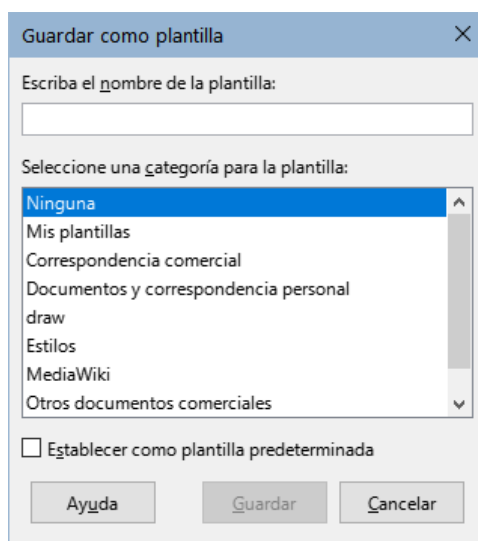 Guardar como plantilla
Escriba el nombre de la plantilla:
Seleccione una categoría para la plantilla:
Ninguna
Mis plantillas
Correspondencia comercial
Documentos y correspondencia personal
draw
Estilos
MediaWiki
Otros documentos comerciales
Establecer como plantilla predeterminada
Ayuda Guardar Cancelar